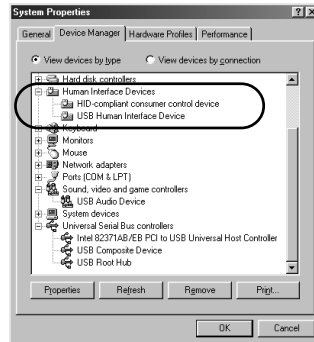 System Properties
General Device Manager Hardware Profiles Performance
View devices by type View devices by connection
Hard disk controllers
Human Interface Devices
HID-compliant consumer control device
USB Human Interface Device
Keyboard
Monitors
Mouse
Network adapters
Ports (COM & LPT)
Sound, video and game controllers
USB Audio Device
System devices
Universal Serial Bus controllers
Intel 82371AB/EB PCI to USB Universal Host Controller
USB Composite Device
USB Root Hub
Properties Refresh Remove Print...
OK Cancel